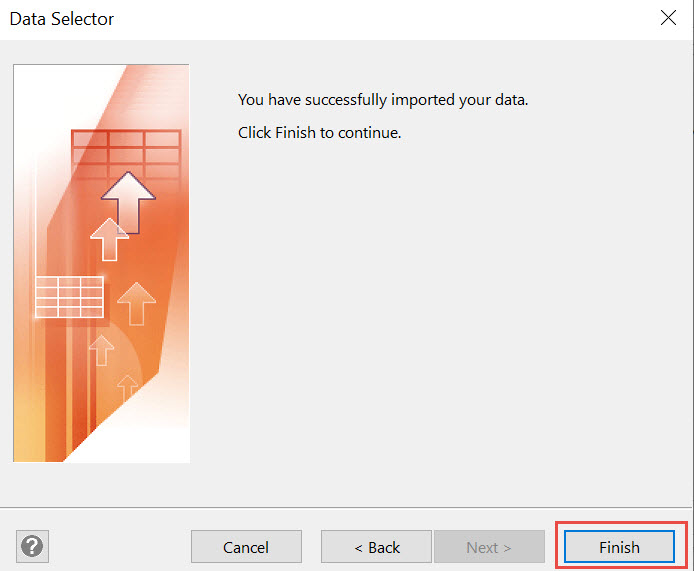 Data Selector
You have successfully imported your data.
Click Finish to continue.
?
Cancel
< Back
Next >
Finish